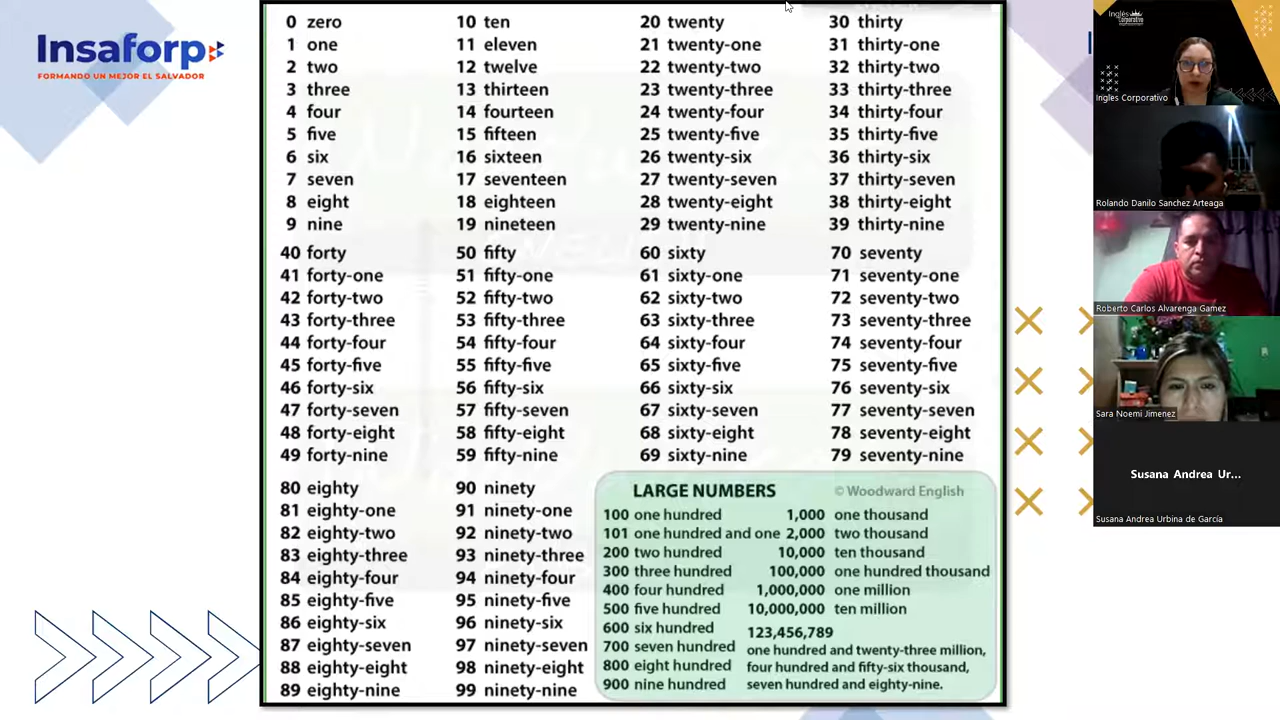 Insaforp
FORMANDO UN MEJOR EL SALVADOR
0 zero
1 one
2 two
3 three
4 four
5 five
6 six
7 seven
8 eight
9 nine
10 ten
11 eleven
12 twelve
13 thirteen
14 fourteen
15 fifteen
16 sixteen
17 seventeen
18 eighteen
19 nineteen
20 twenty
21 twenty-one
22 twenty-two
23 twenty-three
24 twenty-four
25 twenty-five
26 twenty-six
27 twenty-seven
28 twenty-eight
29 twenty-nine
30 thirty
31 thirty-one
32 thirty-two
33 thirty-three
34 thirty-four
35 thirty-five
36 thirty-six
37 thirty-seven
38 thirty-eight
39 thirty-nine
40 forty
41 forty-one
42 forty-two
43 forty-three
44 forty-four
45 forty-five
46 forty-six
47 forty-seven
48 forty-eight
49 forty-nine
50 fifty
51 fifty-one
52 fifty-two
53 fifty-three
54 fifty-four
55 fifty-five
56 fifty-six
57 fifty-seven
58 fifty-eight
59 fifty-nine
60 sixty
61 sixty-one
62 sixty-two
63 sixty-three
64 sixty-four
65 sixty-five
66 sixty-six
67 sixty-seven
68 sixty-eight
69 sixty-nine
70 seventy
71 seventy-one
72 seventy-two
73 seventy-three
74 seventy-four
75 seventy-five
76 seventy-six
77 seventy-seven
78 seventy-eight
79 seventy-nine
80 eighty
81 eighty-one
82 eighty-two
83 eighty-three
84 eighty-four
85 eighty-five
86 eighty-six
87 eighty-seven
88 eighty-eight
89 eighty-nine
90 ninety
91 ninety-one
92 ninety-two
93 ninety-three
94 ninety-four
95 ninety-five
96 ninety-six
97 ninety-seven
98 ninety-eight
99 ninety-nine
LARGE NUMBERS
© Woodward English
100 one hundred
101 one hundred and one
200 two hundred
300 three hundred
400 four hundred
500 five hundred
600 six hundred
700 seven hundred
800 eight hundred
900 nine hundred
1,000 one thousand
2,000 two thousand
10,000 ten thousand
100,000 one hundred thousand
1,000,000 one million
10,000,000 ten million
123,456,789
one hundred and twenty-three million,
four hundred and fifty-six thousand,
seven hundred and eighty-nine.
Inglés
Corporativo
Ingles Corporativo
Rolando Danilo Sanchez Arteaga
Roberto Carlos Alvarenga Gamez
Sara Noemi Jimenez
Susana Andrea Ur...
Susana Andrea Urbina de García